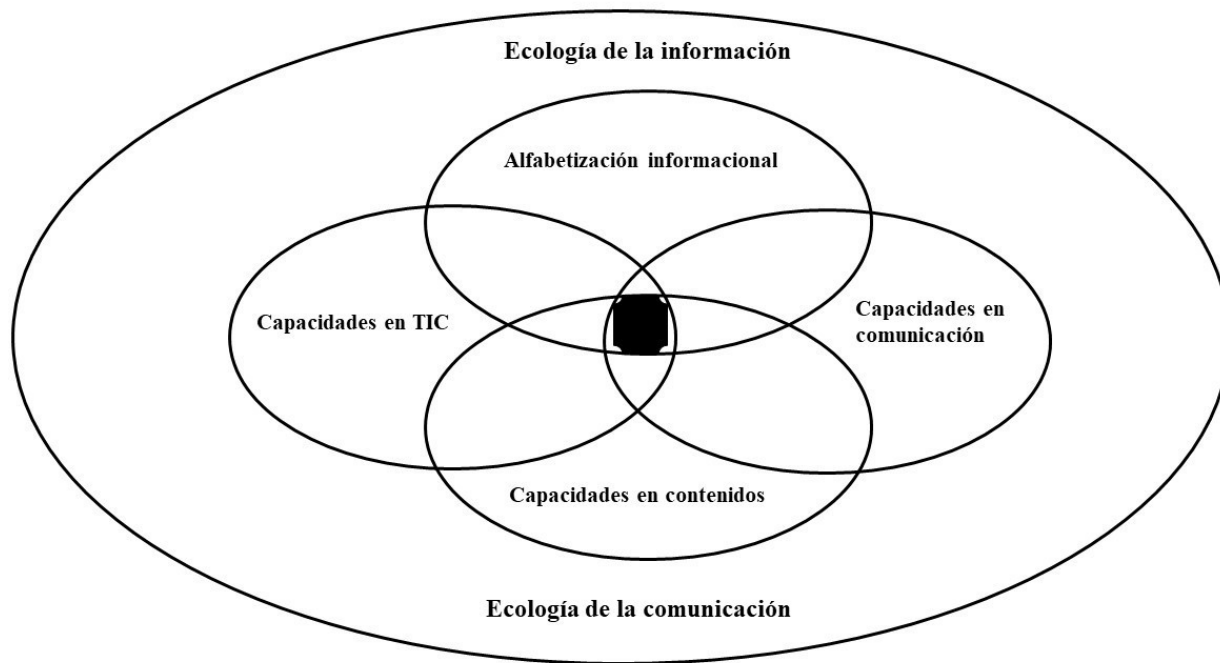 Ecología de la información
Alfabetización informacional
Capacidades en TIC
Capacidades en
comunicación
Capacidades en contenidos
Ecología de la comunicación